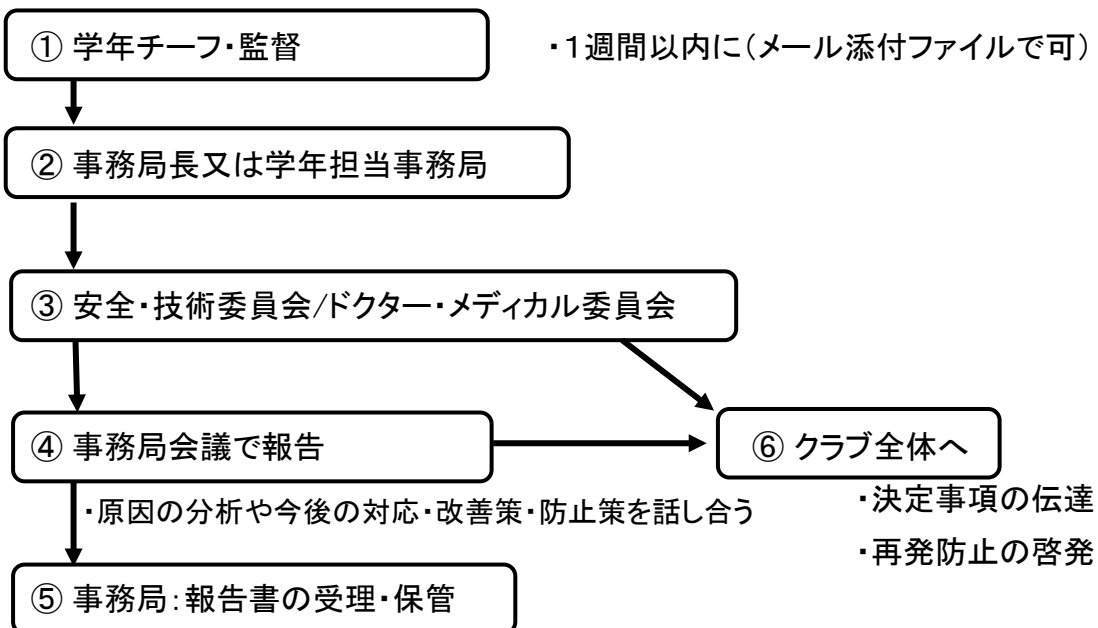 ① 学年チーフ・監督
・1週間以内に(メール添付ファイルで可)
② 事務局長又は学年担当事務局
③ 安全・技術委員会/ドクター・メディカル委員会
④ 事務局会議で報告
⑥ クラブ全体へ
・原因の分析や今後の対応・改善策・防止策を話し合う
・決定事項の伝達
・再発防止の啓発
⑤ 事務局:報告書の受理・保管